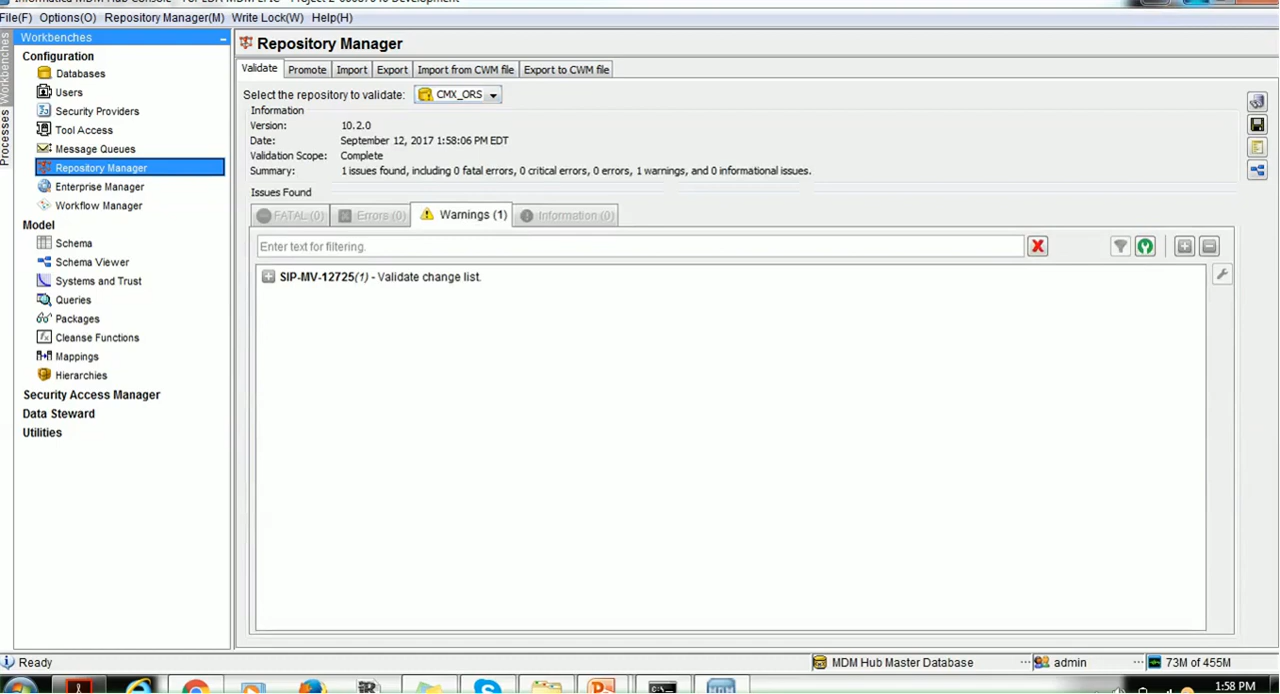 File(F) Options(O) Repository Manager(M) Write Lock(W) Help(H)
Processes Workbenches
Workbenches
Configuration
Databases
Users
Security Providers
Tool Access
Message Queues
Repository Manager
Enterprise Manager
Workflow Manager
Model
Schema
Schema Viewer
Systems and Trust
Queries
Packages
Cleanse Functions
Mappings
Hierarchies
Security Access Manager
Data Steward
Utilities
Repository Manager
Validate Promote Import Export Import from CWM file Export to CWM file
Select the repository to validate: CMX_ORS
Information
Version: 10.2.0
Date: September 12, 2017 1:58:06 PM EDT
Validation Scope: Complete
Summary: 1 issues found, including 0 fatal errors, 0 critical errors, 0 errors, 1 warnings, and 0 informational issues.
Issues Found
FATAL (0) Errors (0) Warnings (1) Information (0)
Enter text for filtering.
SIP-MV-12725(1) - Validate change list.
Ready MDM Hub Master Database admin 73M of 455M
1:58 PM